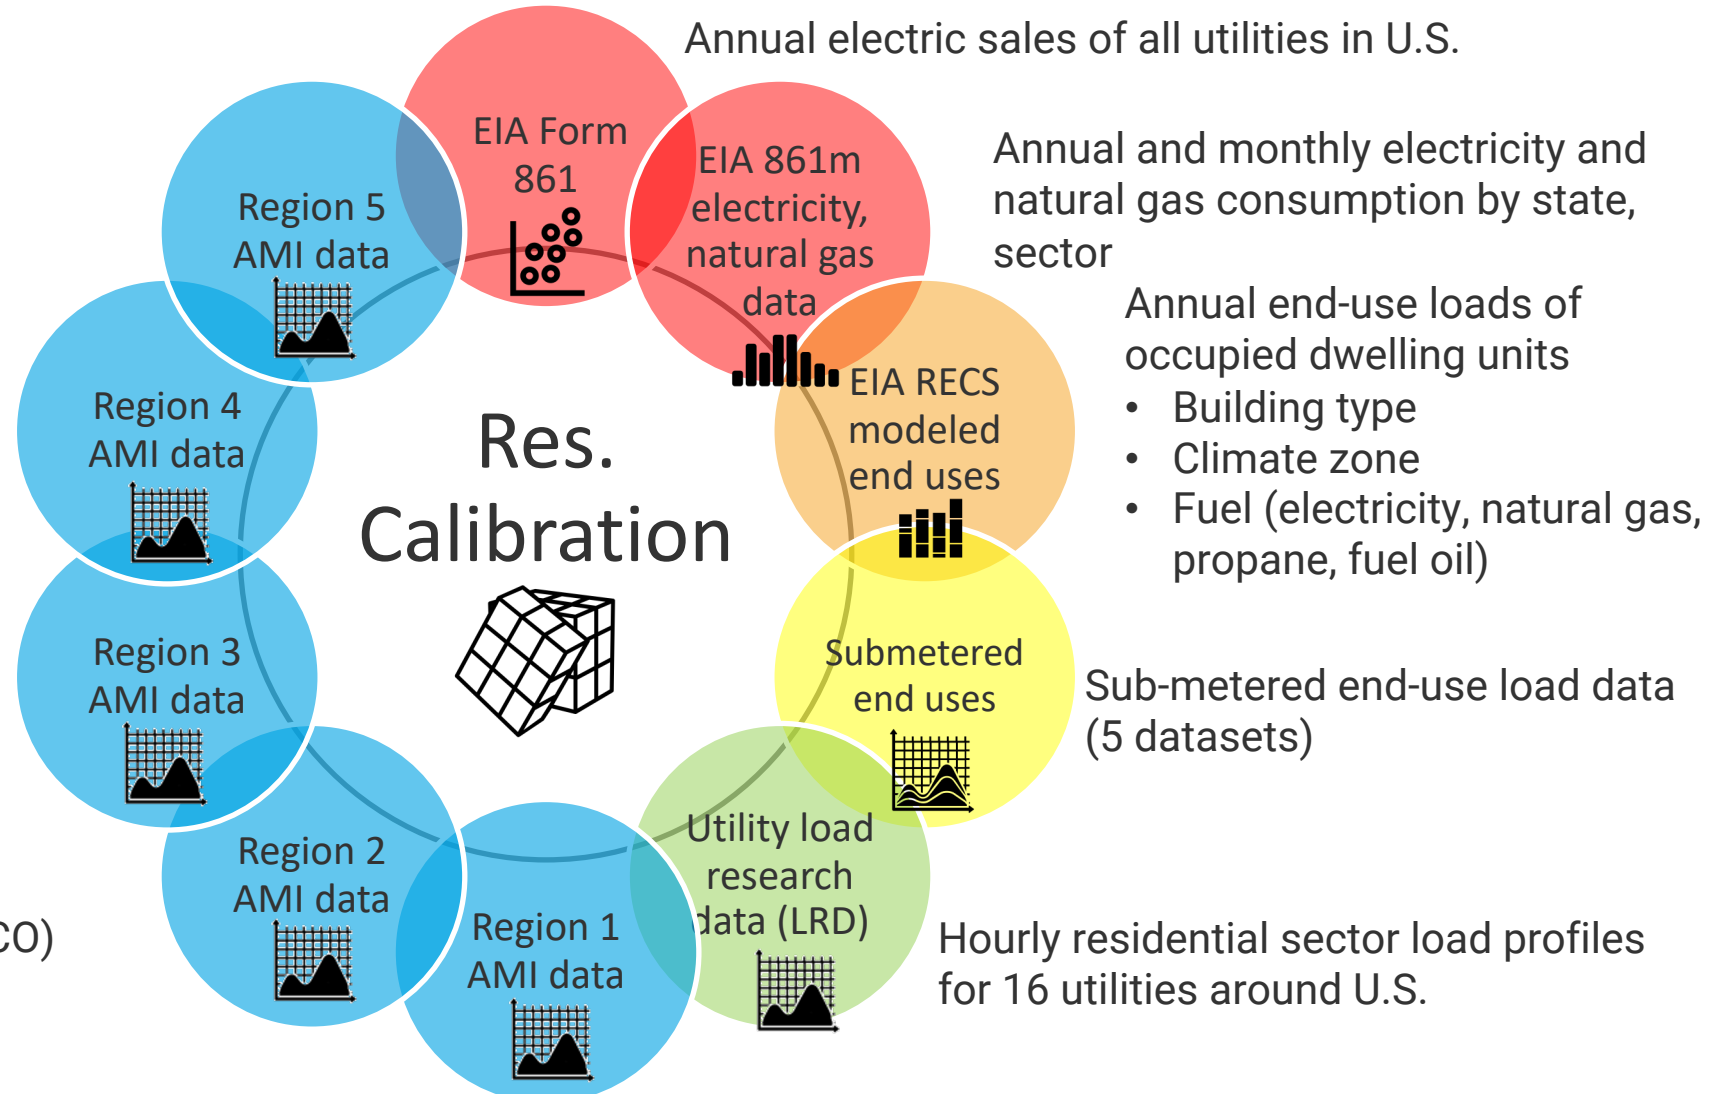 Annual electric sales of all utilities in U.S.
EIA Form
861
EIA 861m
electricity,
natural gas
data
Annual and monthly electricity and
natural gas consumption by state,
sector
Region 5
AMI data
Annual end-use loads of
occupied dwelling units
• Building type
• Climate zone
• Fuel (electricity, natural gas,
propane, fuel oil)
EIA RECS
modeled
end uses
Region 4
AMI data
Res.
Calibration
Region 3
AMI data
Submetered
end uses
Sub-metered end-use load data
(5 datasets)
Utility load
research
data (LRD)
Region 2
AMI data
Region 1
AMI data
CO)
Hourly residential sector load profiles
for 16 utilities around U.S.